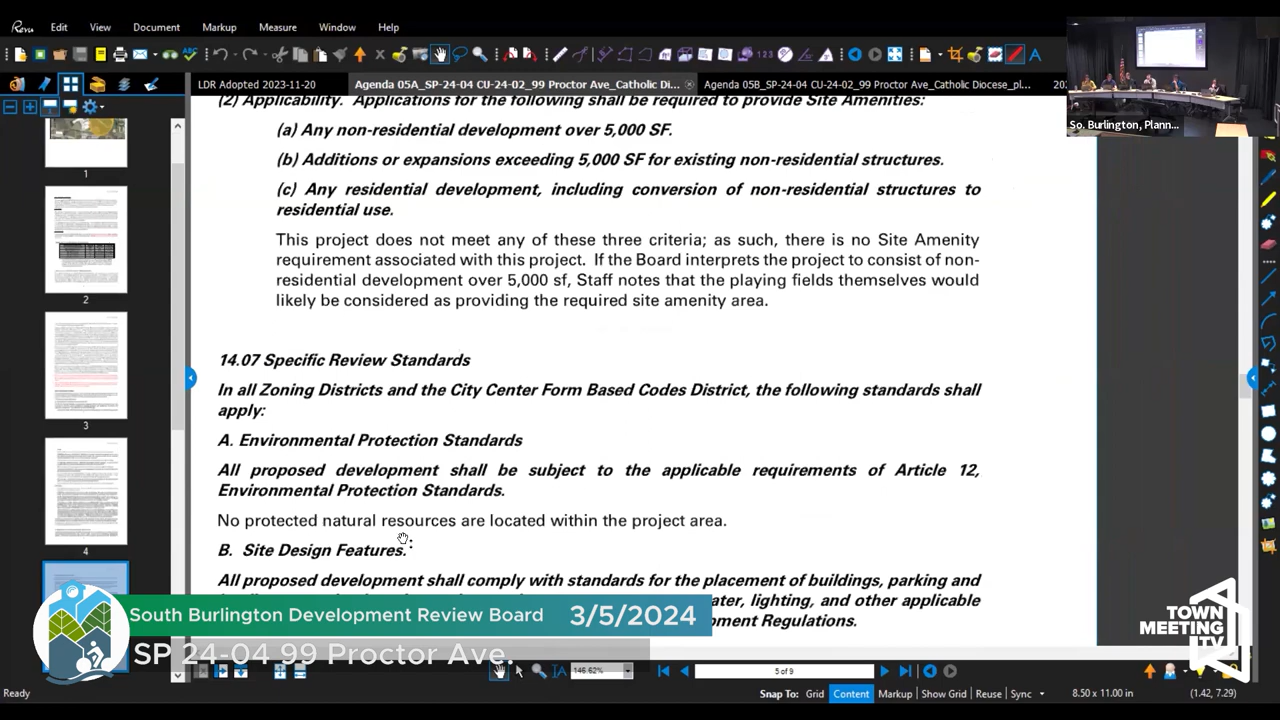 Revu Edit View Document Markup Measure Window Help
LDR Adopted 2023-11-20 Agenda 05A_SP-24-04 CU-24-02_99 Proctor Ave_Catholic Di... Agenda 05B_SP-24-04 CU-24-02_99 Proctor Ave_Catholic Diocese_pl...
So. Burlington, Plann...
(2) Applicability. Applications for the following shall be required to provide Site Amenities:
(a) Any non-residential development over 5,000 SF.
(b) Additions or expansions exceeding 5,000 SF for existing non-residential structures.
(c) Any residential development, including conversion of non-residential structures to
residential use.
This project does not meet any of these three criteria; as such, there is no Site Amenity
requirement associated with this project. If the Board interprets the project to consist of non-
residential development over 5,000 sf, Staff notes that the playing fields themselves would
likely be considered as providing the required site amenity area.
14.07 Specific Review Standards
In all Zoning Districts and the City Center Form Based Codes District, the following standards shall
apply:
A. Environmental Protection Standards
All proposed development shall be subject to the applicable requirements of Article 12,
Environmental Protection Standards.
No protected natural resources are located within the project area.
B. Site Design Features.
All proposed development shall comply with standards for the placement of buildings, parking and
ater, lighting, and other applicable
opment Regulations.
1
2
3
4
South Burlington Development Review Board 3/5/2024
SP 24-04 99 Proctor Ave.
TOWN
MEETING
TV
146.62% 5 of 9
Ready Snap To: Grid Content Markup Show Grid Reuse Sync 8.50 x 11.00 in (1.42, 7.29)